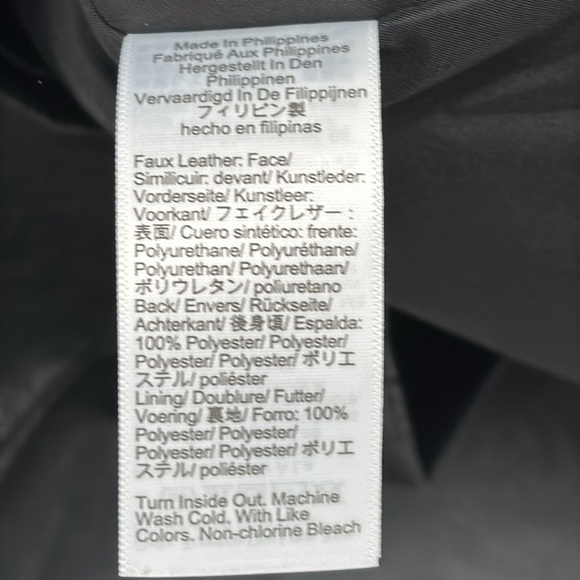 Made In Philippines
Fabriqué Aux Philippines
Hergestellt In Den
Philippinen
Vervaardigd In De Filippijnen
フィリピン製
hecho en filipinas
Faux Leather: Face/
Similicuir: devant/ Kunstleder:
Vorderseite/ Kunstleer:
Voorkant/ フェイクレザー :
表面/ Cuero sintético: frente:
Polyurethane/ Polyuréthane/
Polyurethan/ Polyurethaan/
ポリウレタン/ poliuretano
Back/ Envers/ Rückseite/
Achterkant/ 後身頃/ Espalda:
100% Polyester/ Polyester/
Polyester/ Polyester/ ポリエ
ステル/ poliéster
Lining/ Doublure/ Futter/
Voering/ 裏地/ Forro: 100%
Polyester/ Polyester/
Polyester/ Polyester/ ポリエ
ステル/ poliéster
Turn Inside Out. Machine
Wash Cold. With Like
Colors. Non-chlorine Bleach